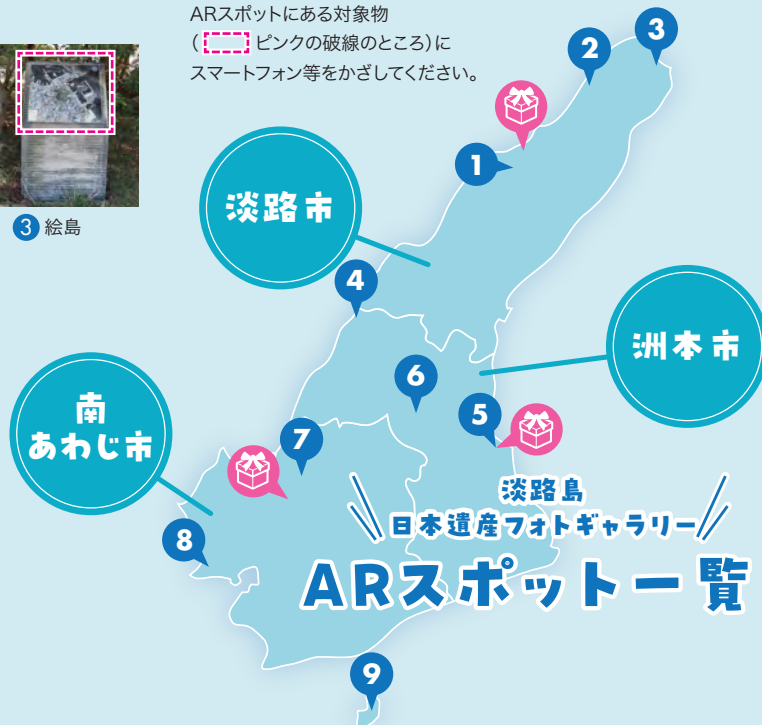 ARスポットにある対象物
( ピンクの破線のところ)に
スマートフォン等をかざしてください。
3 絵島
2
3
1
淡路市
4
洲本市
6
5
南
あわじ市
7
8
淡路島
日本遺産フォトギャラリー
ARスポット一覧
9